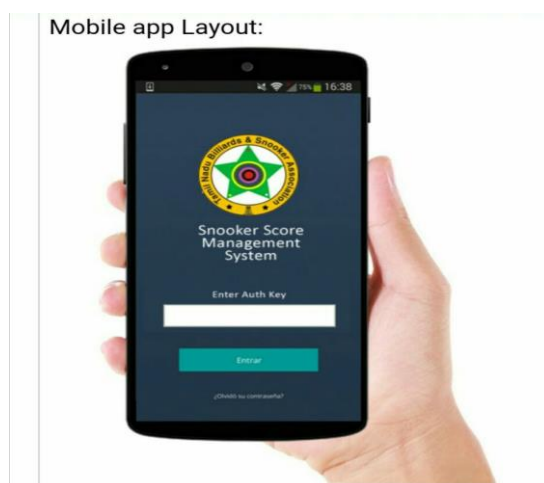 Mobile app Layout:
75% 16:38
Tamil Nadu Billiards & Snooker Association
Snooker Score
Management
System
Enter Auth Key
Entrar
¿Olvidó su contraseña?